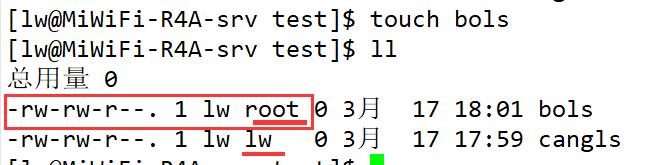 [lw@MiWiFi-R4A-srv test]$ touch bols
[lw@MiWiFi-R4A-srv test]$ ll
总用量 0
-rw-rw-r--. 1 lw root 0 3月  17 18:01 bols
-rw-rw-r--. 1 lw lw   0 3月  17 17:59 cangls